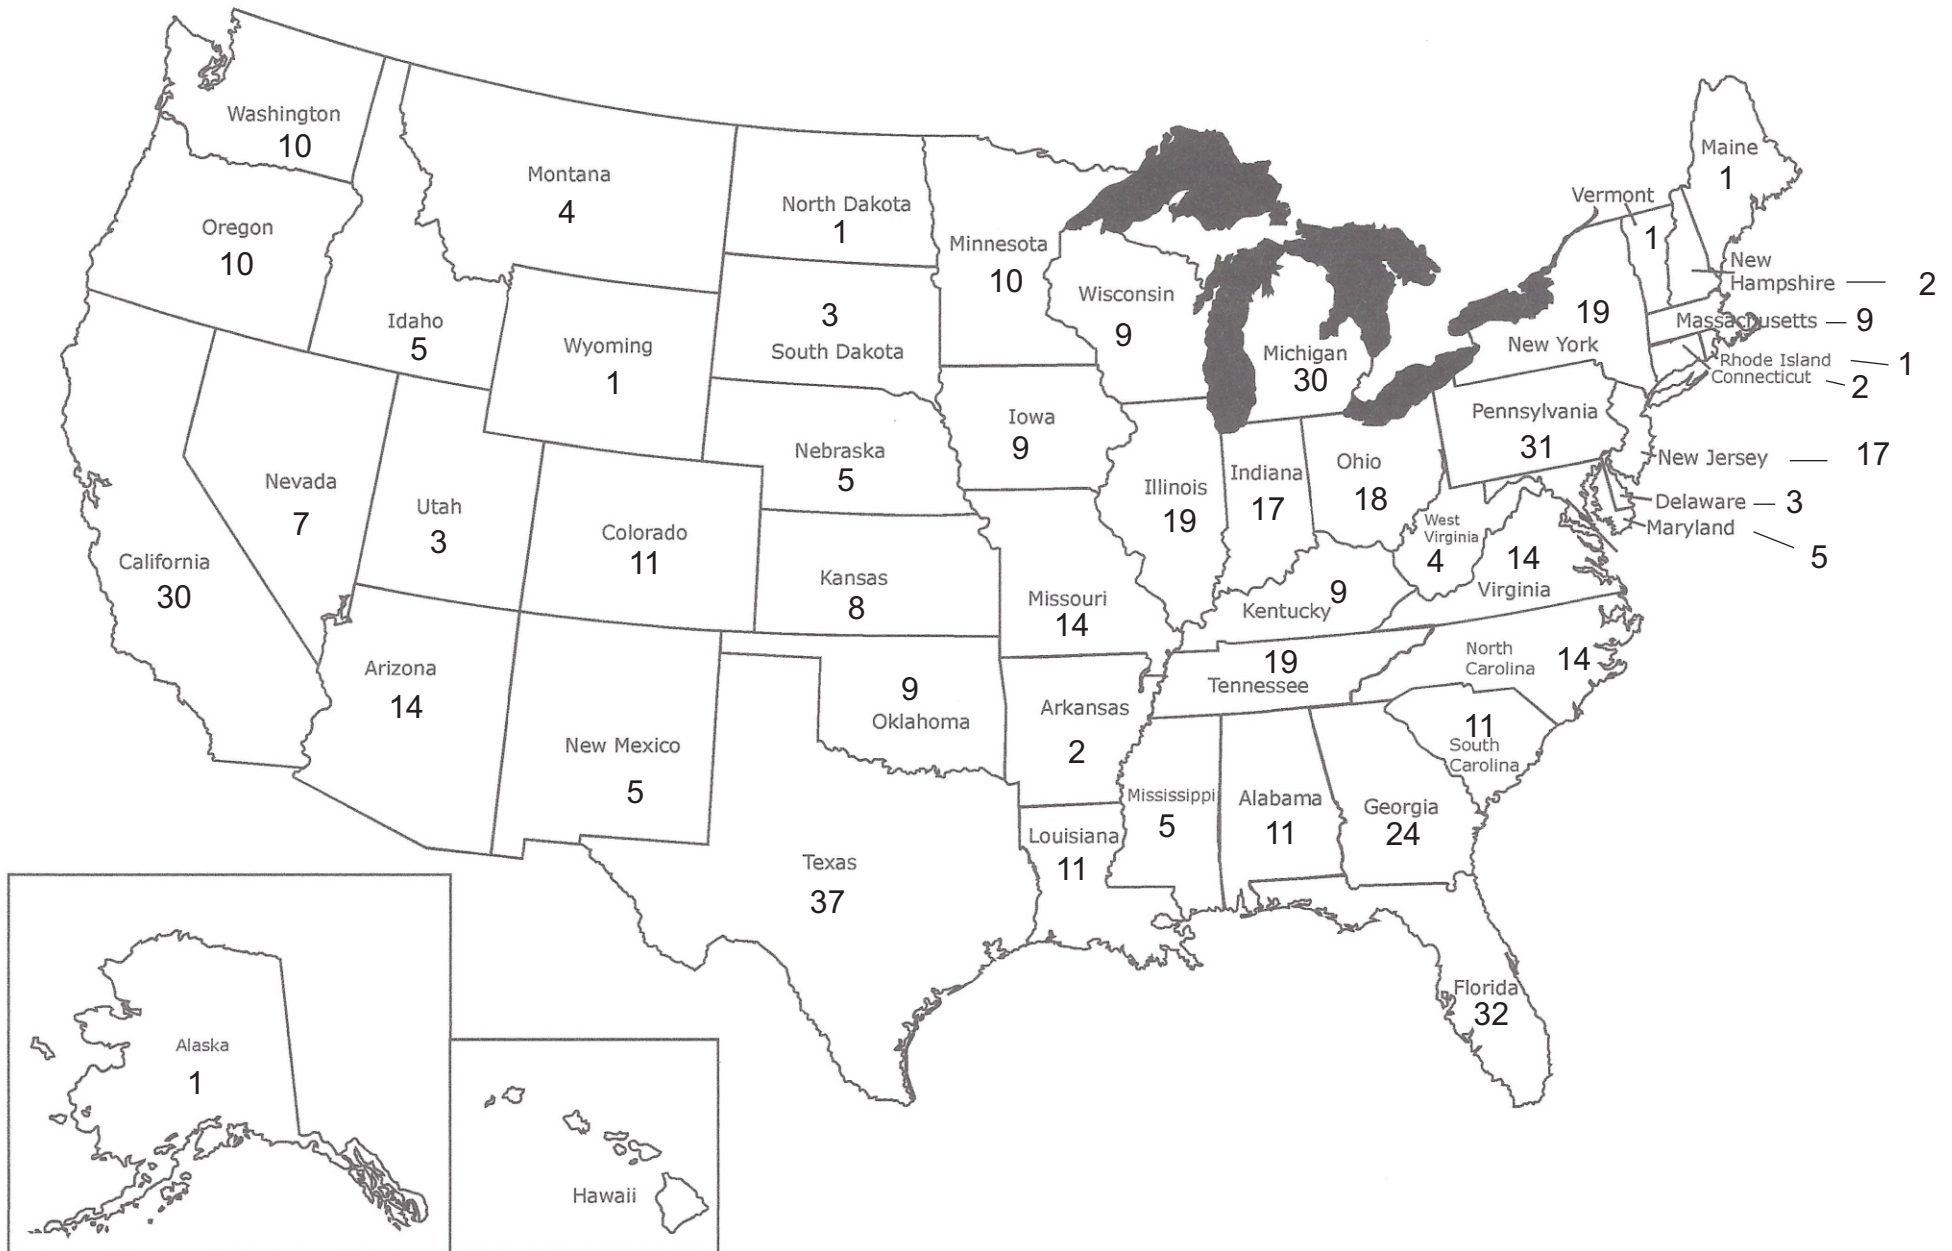 Washington
10
Montana
4
North Dakota
1
Minnesota
10
Oregon
10
Idaho
5
Wyoming
1
3
South Dakota
Wisconsin
9
Michigan
30
Maine
1
Vermont
1
New
Hampshire 2
Massachusetts 9
Rhode Island 1
Connecticut 2
19
New York
Pennsylvania
31
New Jersey 17
Delaware 3
Maryland 5
Iowa
9
Nebraska
5
Nevada
7
Utah
3
Colorado
11
California
30
Kansas
8
Missouri
14
Illinois
19
Indiana
17
Ohio
18
West
Virginia
4
14
Virginia
Kentucky 9
19
Tennessee
North
Carolina 14
11
South
Carolina
Arizona
14
New Mexico
5
9
Oklahoma
Arkansas
2
Mississippi
5
Alabama
11
Georgia
24
Louisiana
11
Texas
37
Florida
32
Alaska
1
Hawaii